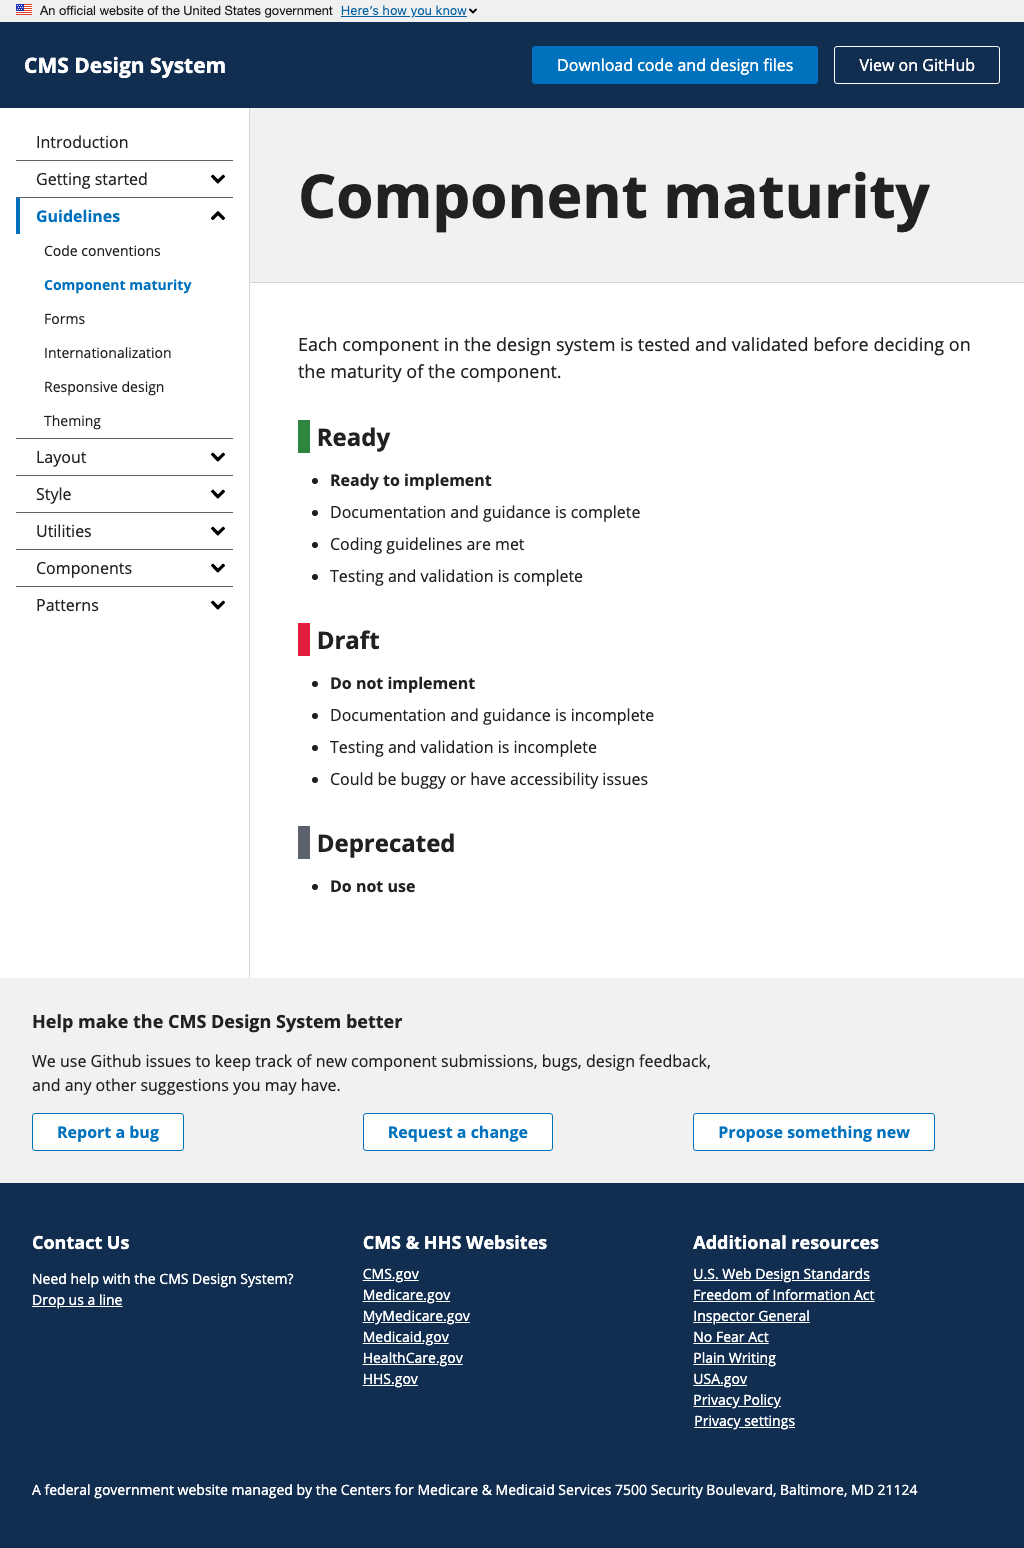 An official website of the United States government Here’s how you know
CMS Design System
Download code and design files
View on GitHub
Introduction
Getting started
Guidelines
Code conventions
Component maturity
Forms
Internationalization
Responsive design
Theming
Layout
Style
Utilities
Components
Patterns
Component maturity
Each component in the design system is tested and validated before deciding on
the maturity of the component.
Ready
Ready to implement
Documentation and guidance is complete
Coding guidelines are met
Testing and validation is complete
Draft
Do not implement
Documentation and guidance is incomplete
Testing and validation is incomplete
Could be buggy or have accessibility issues
Deprecated
Do not use
Help make the CMS Design System better
We use Github issues to keep track of new component submissions, bugs, design feedback,
and any other suggestions you may have.
Report a bug
Request a change
Propose something new
Contact Us
Need help with the CMS Design System?
Drop us a line
CMS & HHS Websites
CMS.gov
Medicare.gov
MyMedicare.gov
Medicaid.gov
HealthCare.gov
HHS.gov
Additional resources
U.S. Web Design Standards
Freedom of Information Act
Inspector General
No Fear Act
Plain Writing
USA.gov
Privacy Policy
Privacy settings
A federal government website managed by the Centers for Medicare & Medicaid Services 7500 Security Boulevard, Baltimore, MD 21124